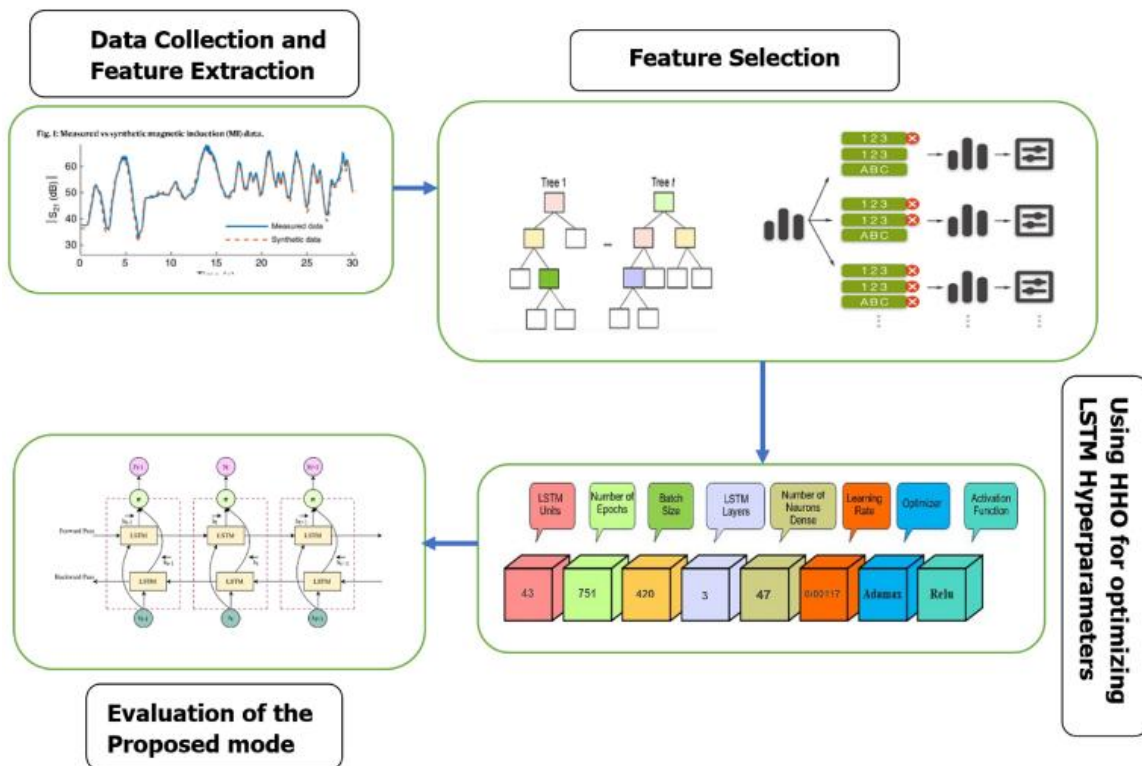 Data Collection and
Feature Extraction
Feature Selection
Fig. 1: Measured vs synthetic magnetic induction (MI) data.
|S21 (dB)|
60
50
40
30
Measured data
Synthetic data
0 5 10 15 20 25 30
Tree 1
Tree t
123
123
ABC
123
123
ABC
123
123
ABC
Using HHO for optimizing
LSTM Hyperparameters
LSTM
Units
Number of
Epochs
Batch
Size
LSTM
Layers
Number of
Neurons
Dense
Learning
Rate
Optimizer
Activation
Function
43
751
420
3
47
0/00117
Adamax
Relu
Forward Pass
LSTM
LSTM
LSTM
Backward Pass
LSTM
LSTM
LSTM
Evaluation of the
Proposed mode